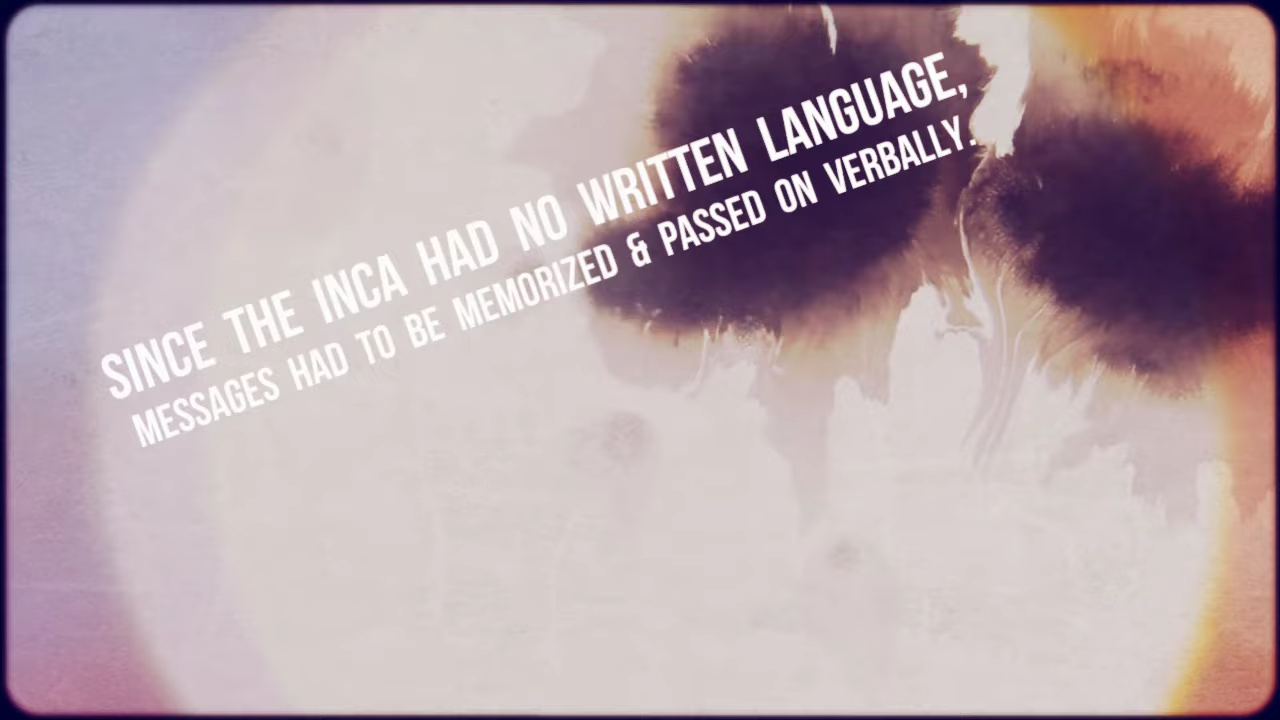 SINCE THE INCA HAD NO WRITTEN LANGUAGE,
MESSAGES HAD TO BE MEMORIZED & PASSED ON VERBALLY.